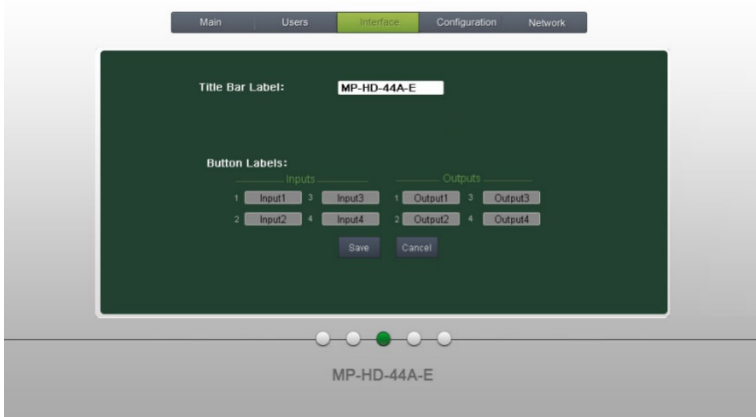 Main Users Interface Configuration Network
Title Bar Label: MP-HD-44A-E
Button Labels:
Inputs Outputs
1 Input1 3 Input3 1 Output1 3 Output3
2 Input2 4 Input4 2 Output2 4 Output4
Save Cancel
MP-HD-44A-E